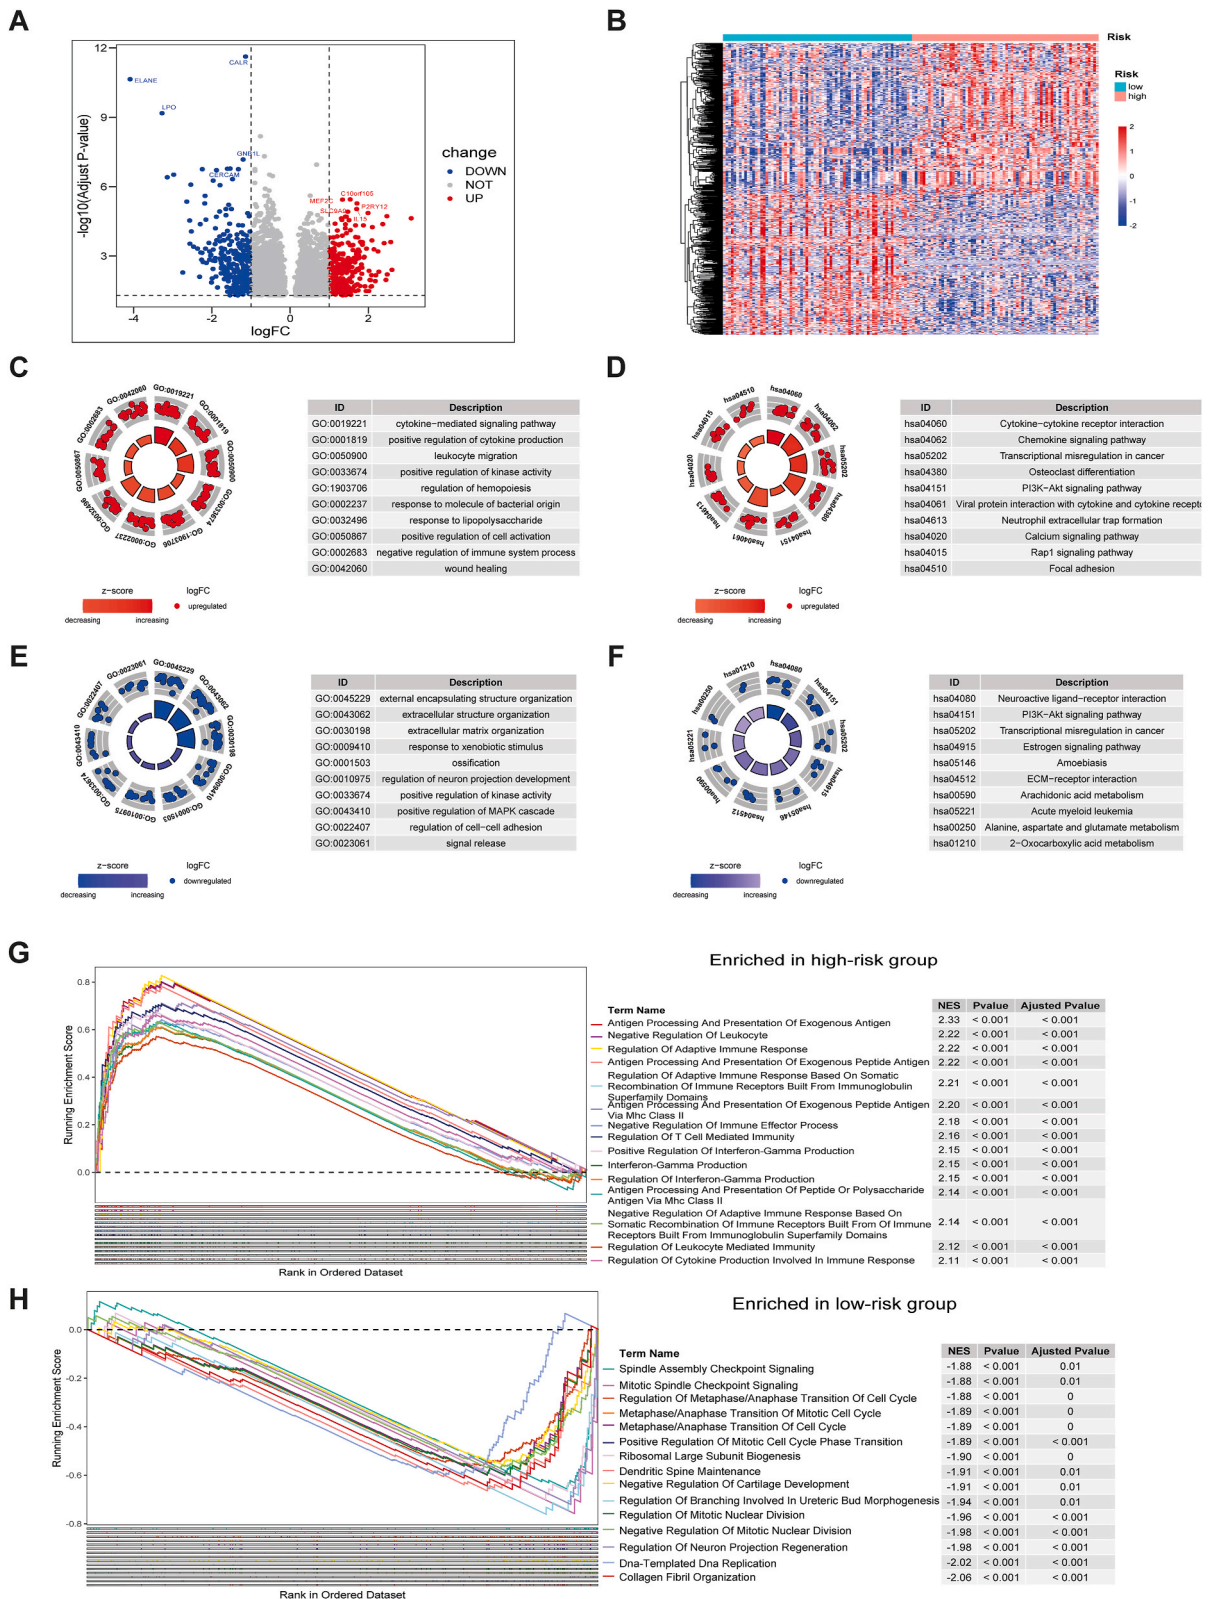 A
12
9
6
3
-log10(Adjust P-value)
CALR
ELANE
LPO
GNB1L
CERCAM
C10orf105
MEF2C
P2RY12
IL15
-4
-2
0
2
logFC
change
DOWN
NOT
UP
B
Risk
Risk
low
high
2
1
0
-1
-2
C
GO:0042060
GO:0019221
GO:0001819
GO:0050900
GO:0033674
GO:1903706
GO:0002237
GO:0032496
GO:0050867
GO:0002683
ID Description
GO:0019221 cytokine−mediated signaling pathway
GO:0001819 positive regulation of cytokine production
GO:0050900 leukocyte migration
GO:0033674 positive regulation of kinase activity
GO:1903706 regulation of hemopoiesis
GO:0002237 response to molecule of bacterial origin
GO:0032496 response to lipopolysaccharide
GO:0050867 positive regulation of cell activation
GO:0002683 negative regulation of immune system process
GO:0042060 wound healing
z−score
decreasing increasing
logFC
upregulated
D
hsa04510
hsa04060
hsa04062
hsa05202
hsa04380
hsa04151
hsa04061
hsa04613
hsa04020
hsa04015
ID Description
hsa04060 Cytokine−cytokine receptor interaction
hsa04062 Chemokine signaling pathway
hsa05202 Transcriptional misregulation in cancer
hsa04380 Osteoclast differentiation
hsa04151 PI3K−Akt signaling pathway
hsa04061 Viral protein interaction with cytokine and cytokine recept
hsa04613 Neutrophil extracellular trap formation
hsa04020 Calcium signaling pathway
hsa04015 Rap1 signaling pathway
hsa04510 Focal adhesion
z−score
decreasing increasing
logFC
upregulated
E
GO:0023061
GO:0045229
GO:0043062
GO:0030198
GO:0009410
GO:0001503
GO:0010975
GO:0033674
GO:0043410
GO:0022407
ID Description
GO:0045229 external encapsulating structure organization
GO:0043062 extracellular structure organization
GO:0030198 extracellular matrix organization
GO:0009410 response to xenobiotic stimulus
GO:0001503 ossification
GO:0010975 regulation of neuron projection development
GO:0033674 positive regulation of kinase activity
GO:0043410 positive regulation of MAPK cascade
GO:0022407 regulation of cell−cell adhesion
GO:0023061 signal release
z−score
decreasing increasing
logFC
downregulated
F
hsa01210
hsa04080
hsa04151
hsa05202
hsa04915
hsa05146
hsa04512
hsa00590
hsa05221
hsa00250
ID Description
hsa04080 Neuroactive ligand−receptor interaction
hsa04151 PI3K−Akt signaling pathway
hsa05202 Transcriptional misregulation in cancer
hsa04915 Estrogen signaling pathway
hsa05146 Amoebiasis
hsa04512 ECM−receptor interaction
hsa00590 Arachidonic acid metabolism
hsa05221 Acute myeloid leukemia
hsa00250 Alanine, aspartate and glutamate metabolism
hsa01210 2−Oxocarboxylic acid metabolism
z−score
decreasing increasing
logFC
downregulated
G
Enriched in high-risk group
0.8
0.6
0.4
0.2
0.0
Running Enrichment Score
Rank in Ordered Dataset
Term Name NES Pvalue Ajusted Pvalue
Antigen Processing And Presentation Of Exogenous Antigen 2.33 < 0.001 < 0.001
Negative Regulation Of Leukocyte 2.22 < 0.001 < 0.001
Regulation Of Adaptive Immune Response 2.22 < 0.001 < 0.001
Antigen Processing And Presentation Of Exogenous Peptide Antigen 2.22 < 0.001 < 0.001
Regulation Of Adaptive Immune Response Based On Somatic
Recombination Of Immune Receptors Built From Immunoglobulin 2.21 < 0.001 < 0.001
Superfamily Domains
Antigen Processing And Presentation Of Exogenous Peptide Antigen 2.20 < 0.001 < 0.001
Via Mhc Class II
Negative Regulation Of Immune Effector Process 2.18 < 0.001 < 0.001
Regulation Of T Cell Mediated Immunity 2.16 < 0.001 < 0.001
Positive Regulation Of Interferon-Gamma Production 2.15 < 0.001 < 0.001
Interferon-Gamma Production 2.15 < 0.001 < 0.001
Regulation Of Interferon-Gamma Production 2.15 < 0.001 < 0.001
Antigen Processing And Presentation Of Peptide Or Polysaccharide 2.14 < 0.001 < 0.001
Antigen Via Mhc Class II
Negative Regulation Of Adaptive Immune Response Based On
Somatic Recombination Of Immune Receptors Built From Of Immune 2.14 < 0.001 < 0.001
Receptors Built From Immunoglobulin Superfamily Domains
Regulation Of Leukocyte Mediated Immunity 2.12 < 0.001 < 0.001
Regulation Of Cytokine Production Involved In Immune Response 2.11 < 0.001 < 0.001
H
Enriched in low-risk group
0.0
-0.2
-0.4
-0.6
-0.8
Running Enrichment Score
Rank in Ordered Dataset
Term Name NES Pvalue Ajusted Pvalue
Spindle Assembly Checkpoint Signaling -1.88 < 0.001 0.01
Mitotic Spindle Checkpoint Signaling -1.88 < 0.001 0.01
Regulation Of Metaphase/Anaphase Transition Of Cell Cycle -1.88 < 0.001 0
Metaphase/Anaphase Transition Of Mitotic Cell Cycle -1.89 < 0.001 0
Metaphase/Anaphase Transition Of Cell Cycle -1.89 < 0.001 0
Positive Regulation Of Mitotic Cell Cycle Phase Transition -1.89 < 0.001 < 0.001
Ribosomal Large Subunit Biogenesis -1.90 < 0.001 0
Dendritic Spine Maintenance -1.91 < 0.001 0.01
Negative Regulation Of Cartilage Development -1.91 < 0.001 0.01
Regulation Of Branching Involved In Ureteric Bud Morphogenesis -1.94 < 0.001 0.01
Regulation Of Mitotic Nuclear Division -1.96 < 0.001 < 0.001
Negative Regulation Of Mitotic Nuclear Division -1.98 < 0.001 < 0.001
Regulation Of Neuron Projection Regeneration -1.98 < 0.001 < 0.001
Dna-Templated Dna Replication -2.02 < 0.001 < 0.001
Collagen Fibril Organization -2.06 < 0.001 < 0.001